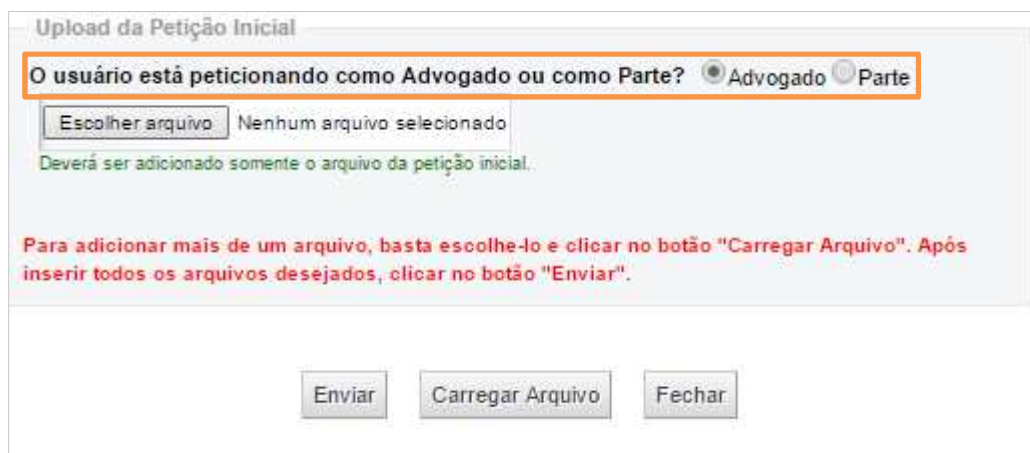 Upload da Petição Inicial
O usuário está peticionando como Advogado ou como Parte? Advogado Parte
Escolher arquivo Nenhum arquivo selecionado
Deverá ser adicionado somente o arquivo da petição inicial.
Para adicionar mais de um arquivo, basta escolhe-lo e clicar no botão "Carregar Arquivo". Após
inserir todos os arquivos desejados, clicar no botão "Enviar".
Enviar Carregar Arquivo Fechar